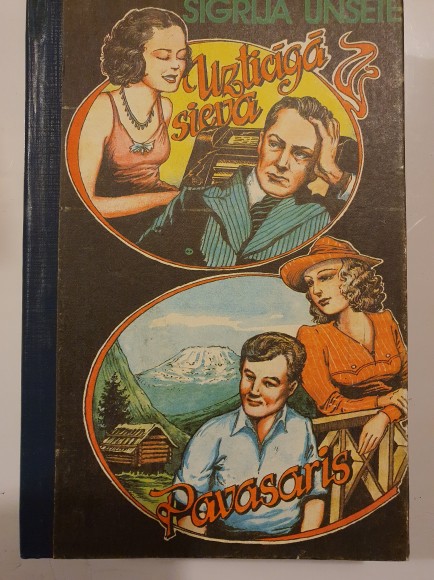 SIGRIJA UNSETE
Uzticīgā
sieva
Pavasaris